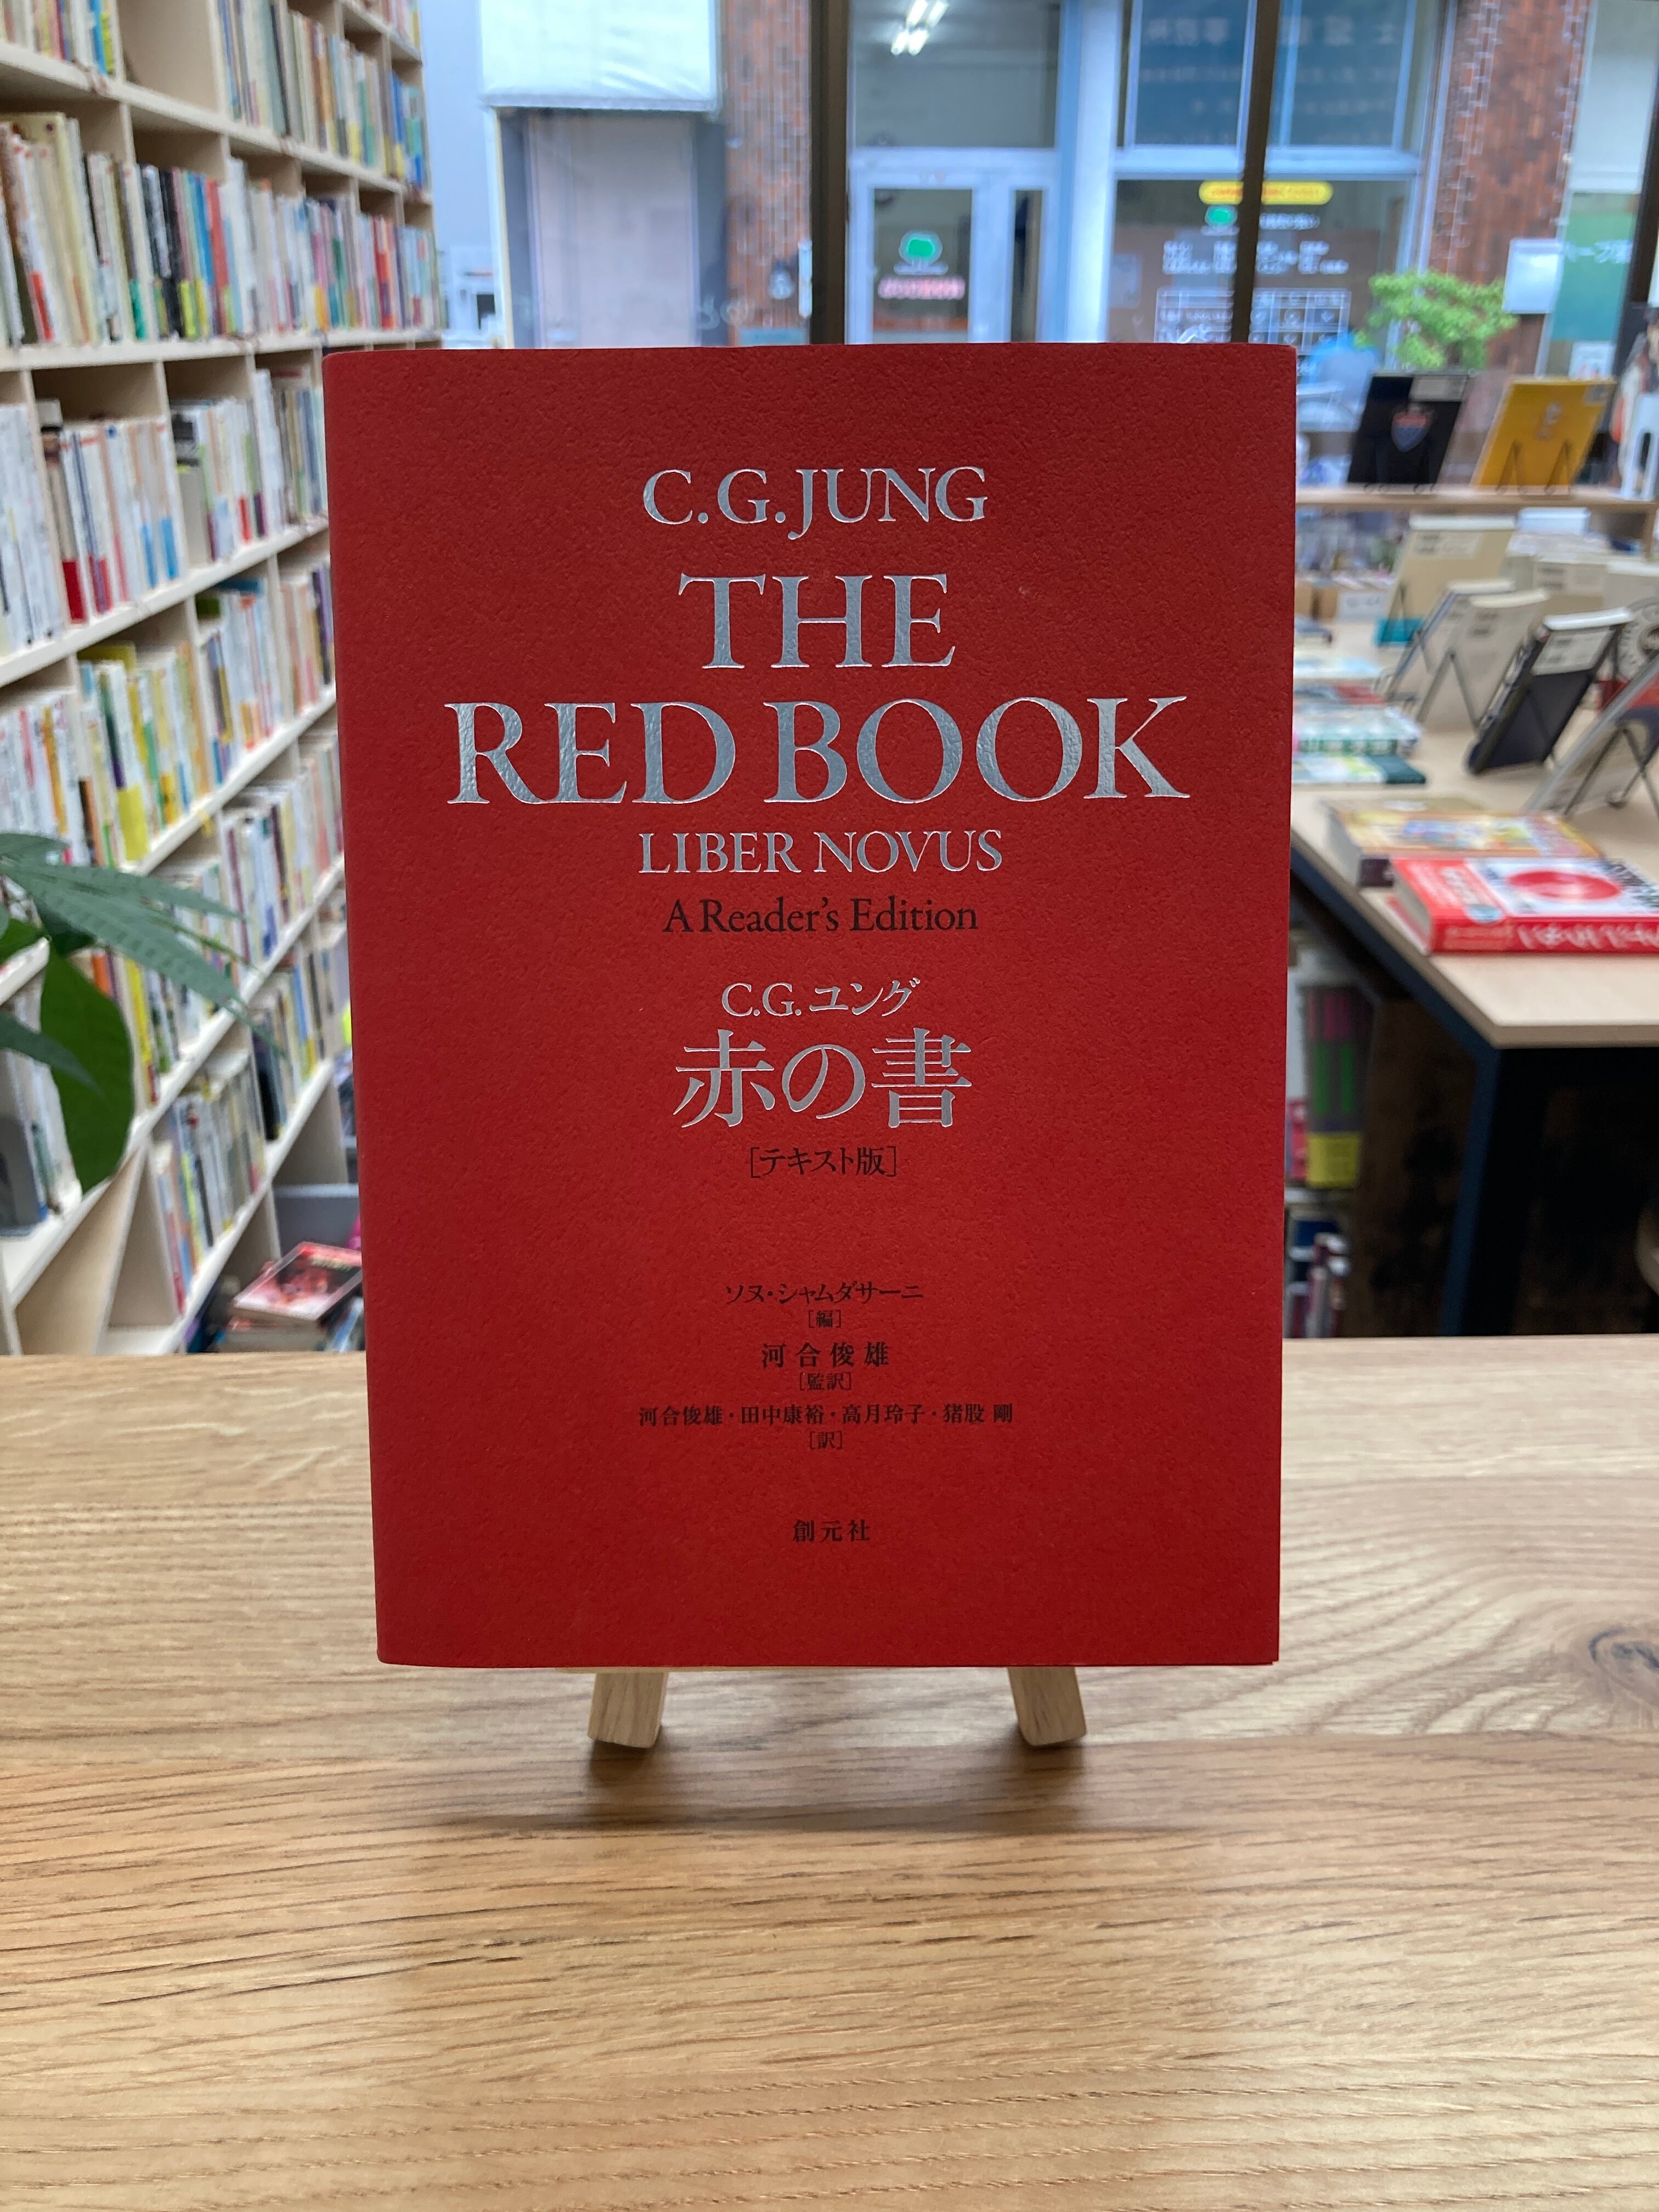 C.G.JUNG
THE
RED BOOK
LIBER NOVUS
A Reader's Edition
C.G.ユング
赤の書
[テキスト版]
ソヌ・シャムダサーニ
[編]
河合俊雄
[監訳]
河合俊雄・田中康裕・高月玲子・猪股 剛
[訳]
創元社